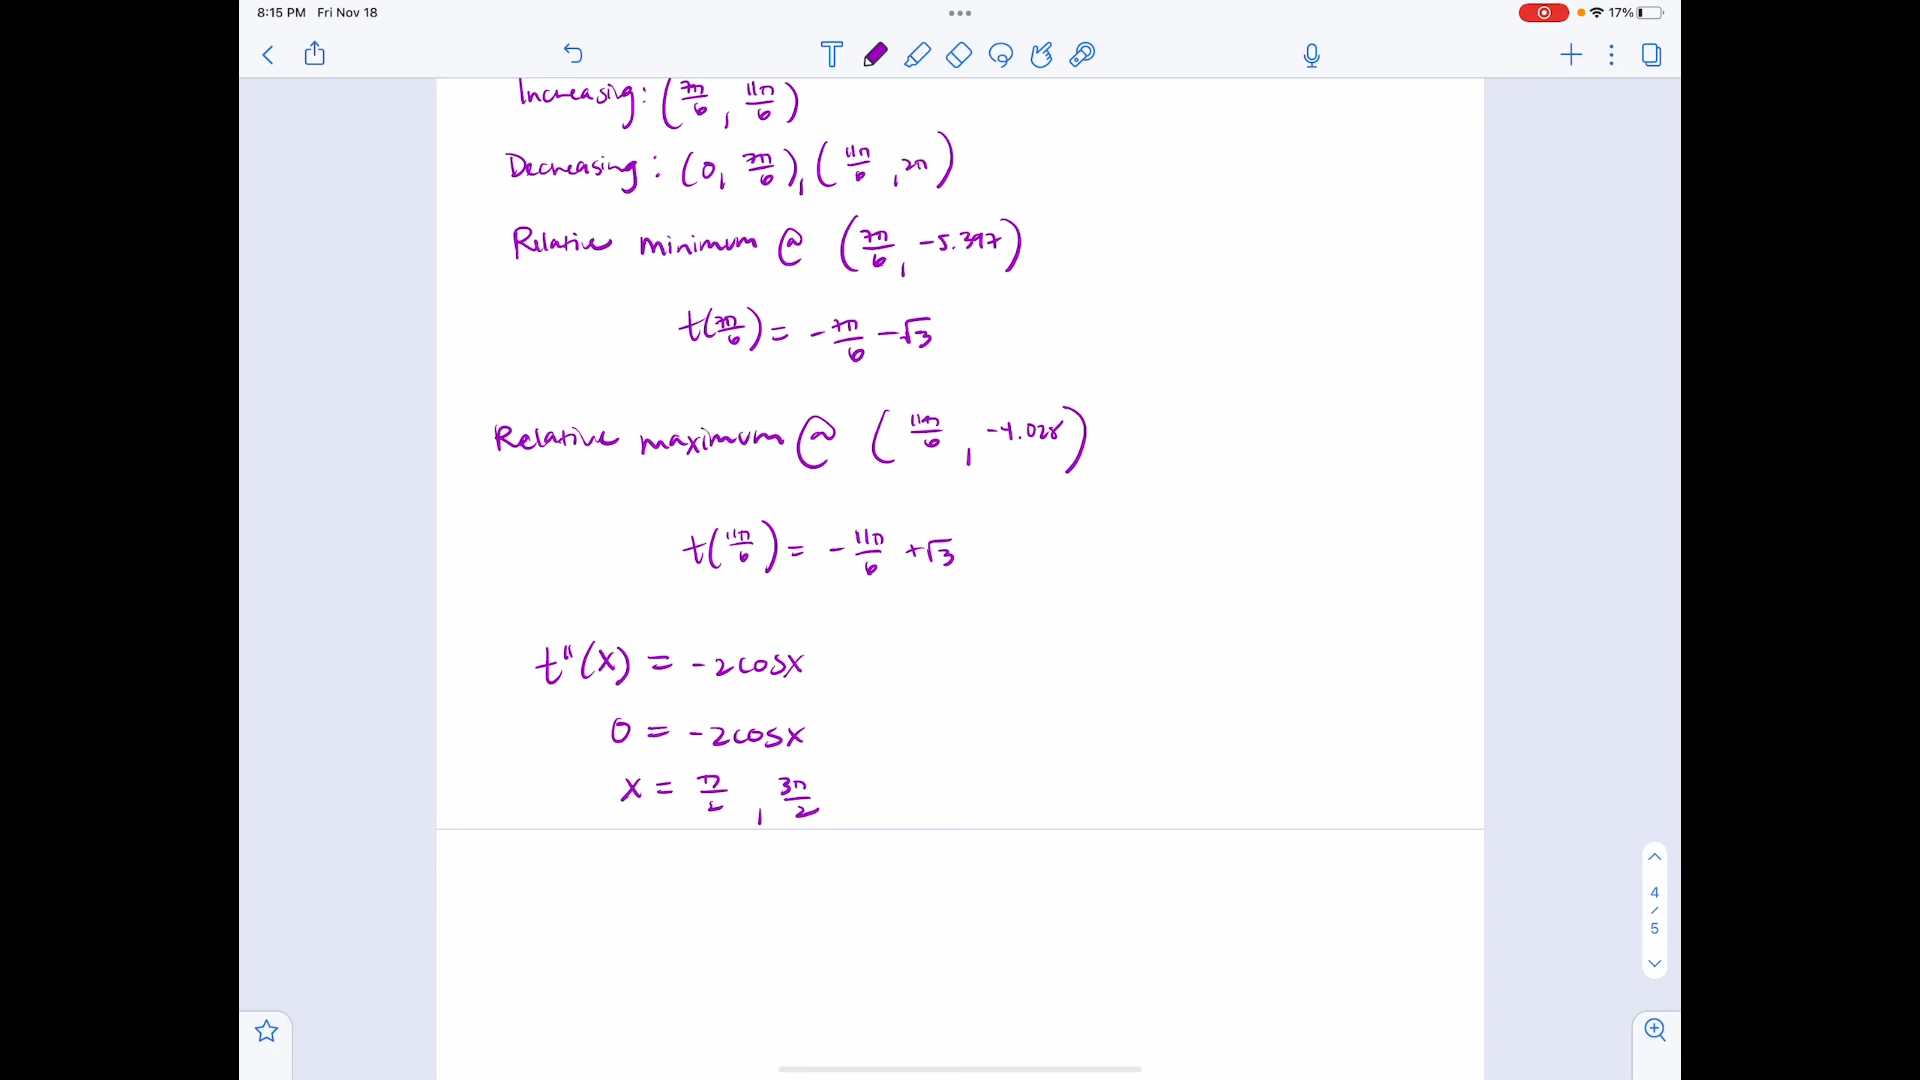 8:15 PM Fri Nov 18
17%
T
Increasing: (7π/6, 11π/6)
Decreasing: (0, 7π/6), (11π/6, 2π)
Relative minimum @ (7π/6, -5.397)
t(7π/6) = -7π/6 - √3
Relative maximum @ (11π/6, -4.028)
t(11π/6) = -11π/6 + √3
t"(x) = -2cosx
0 = -2cosx
x = π/2, 3π/2
4
/
5